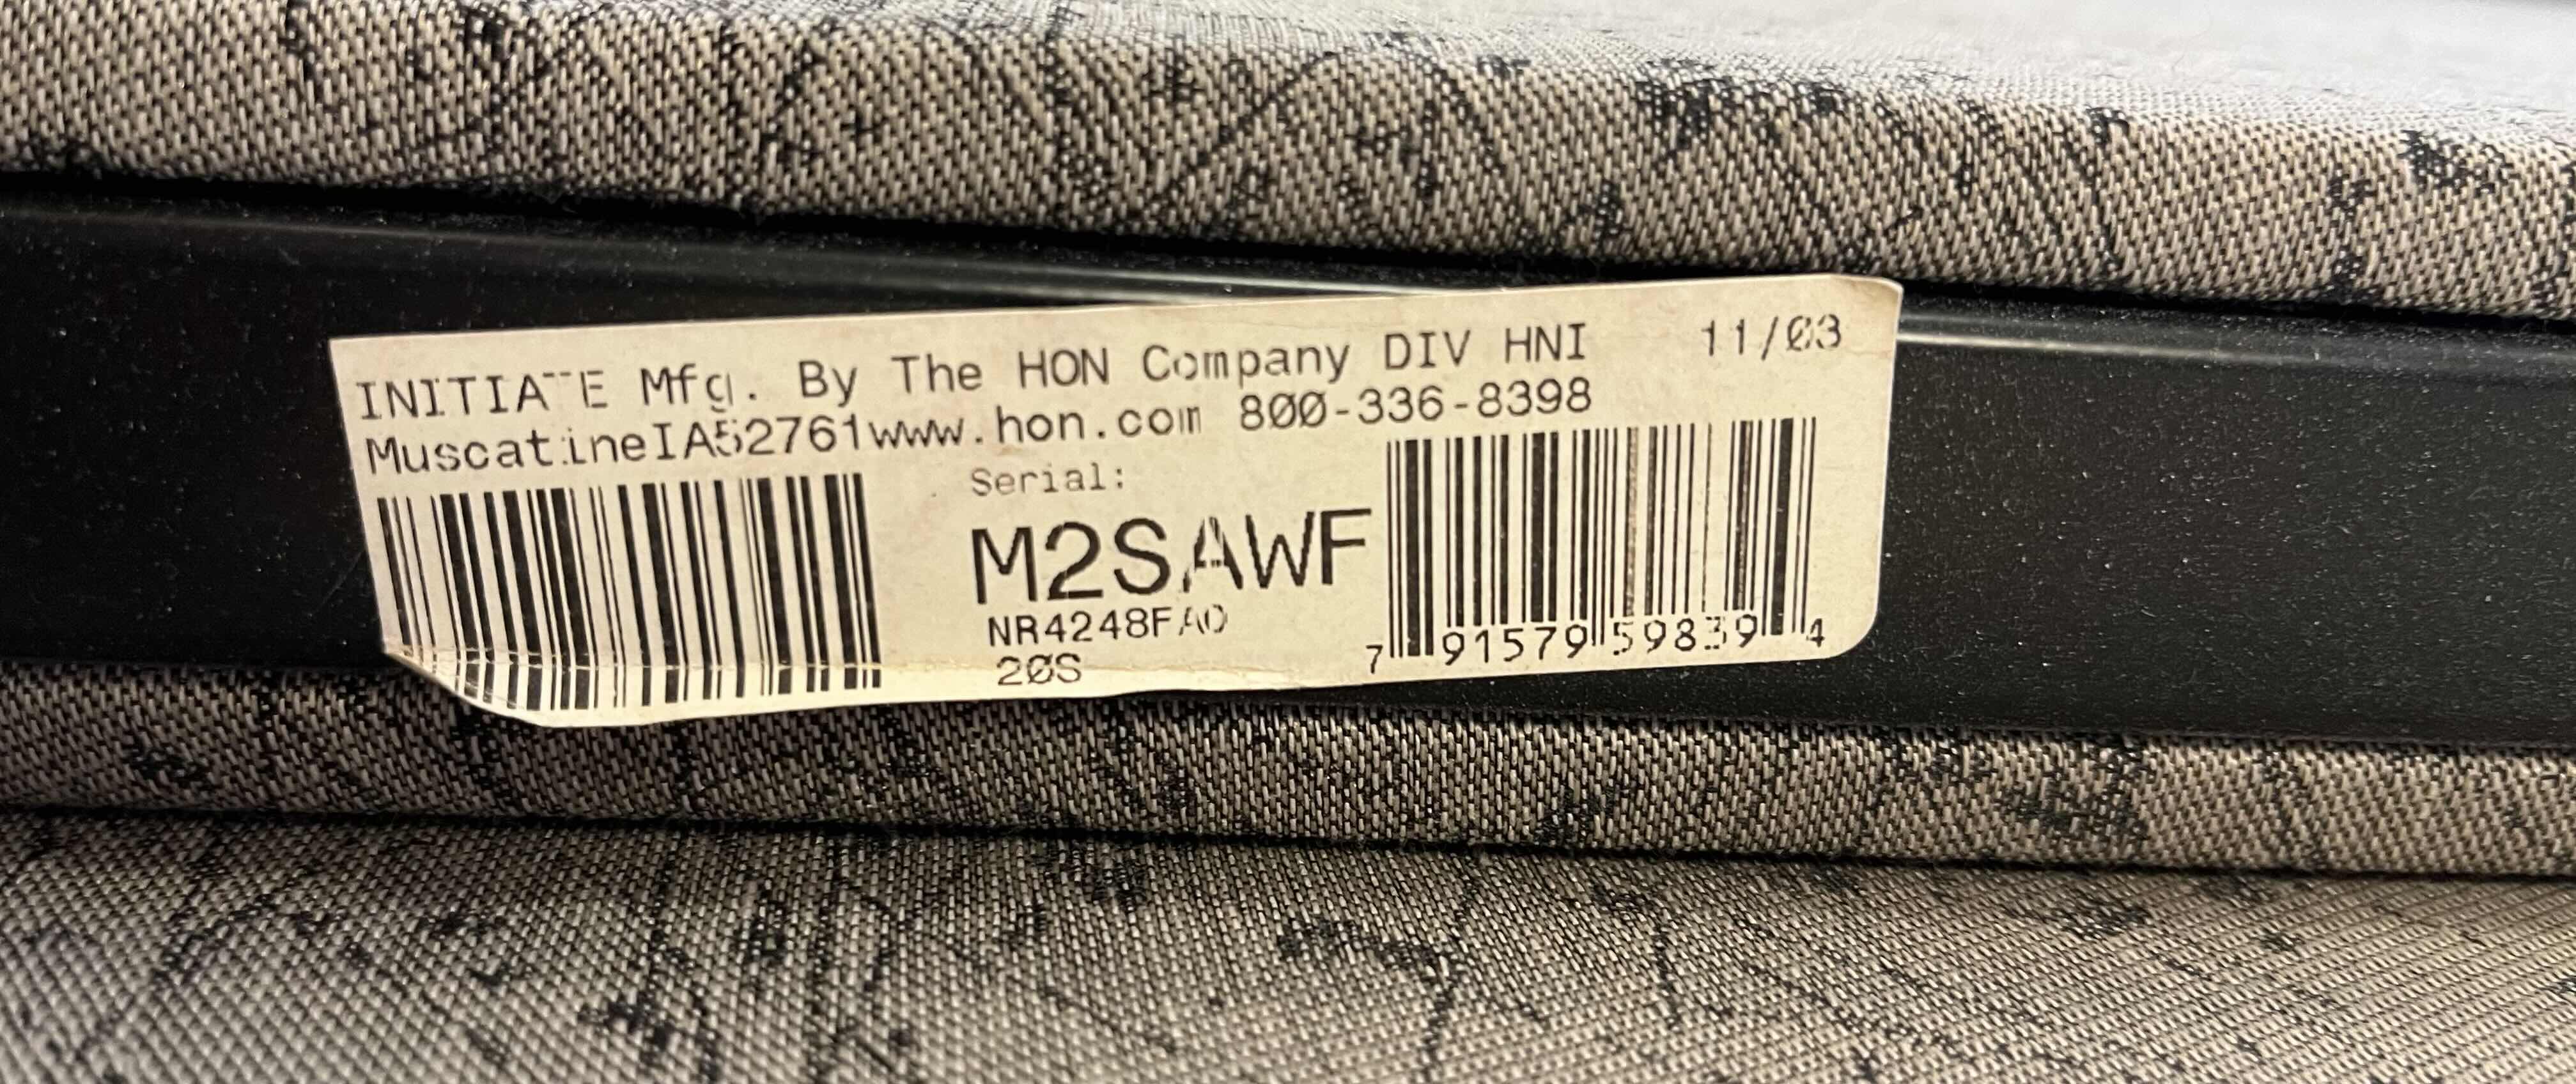 INITIATE Mfg. By The HON Company DIV HNI 11/03
MuscatineIA52761www.hon.com 800-336-8398
Serial:
M2SAWF
NR4248FAO
20S
7 91579 59839 4